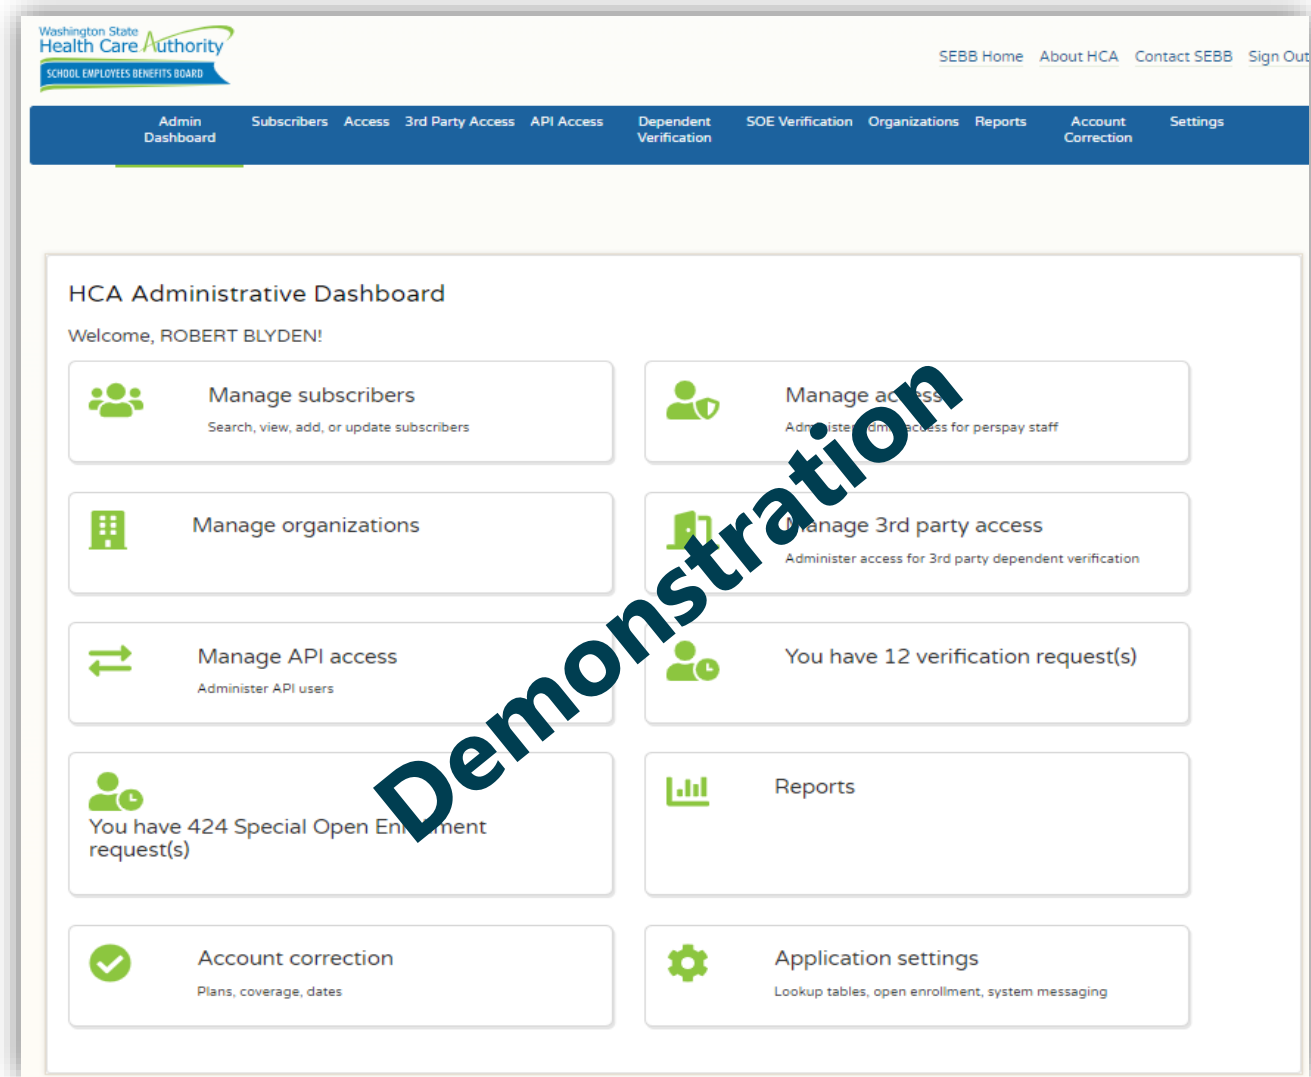 Washington State
Health Care Authority
SCHOOL EMPLOYEES BENEFITS BOARD
SEBB Home About HCA Contact SEBB Sign Out
Admin Dashboard Subscribers Access 3rd Party Access API Access Dependent Verification SOE Verification Organizations Reports Account Correction Settings
HCA Administrative Dashboard
Welcome, ROBERT BLYDEN!
Manage subscribers
Search, view, add, or update subscribers
Manage access
Administer admin access for perspay staff
Manage organizations
Manage 3rd party access
Administer access for 3rd party dependent verification
Manage API access
Administer API users
You have 12 verification request(s)
You have 424 Special Open Enrollment
request(s)
Reports
Account correction
Plans, coverage, dates
Application settings
Lookup tables, open enrollment, system messaging
Demonstration